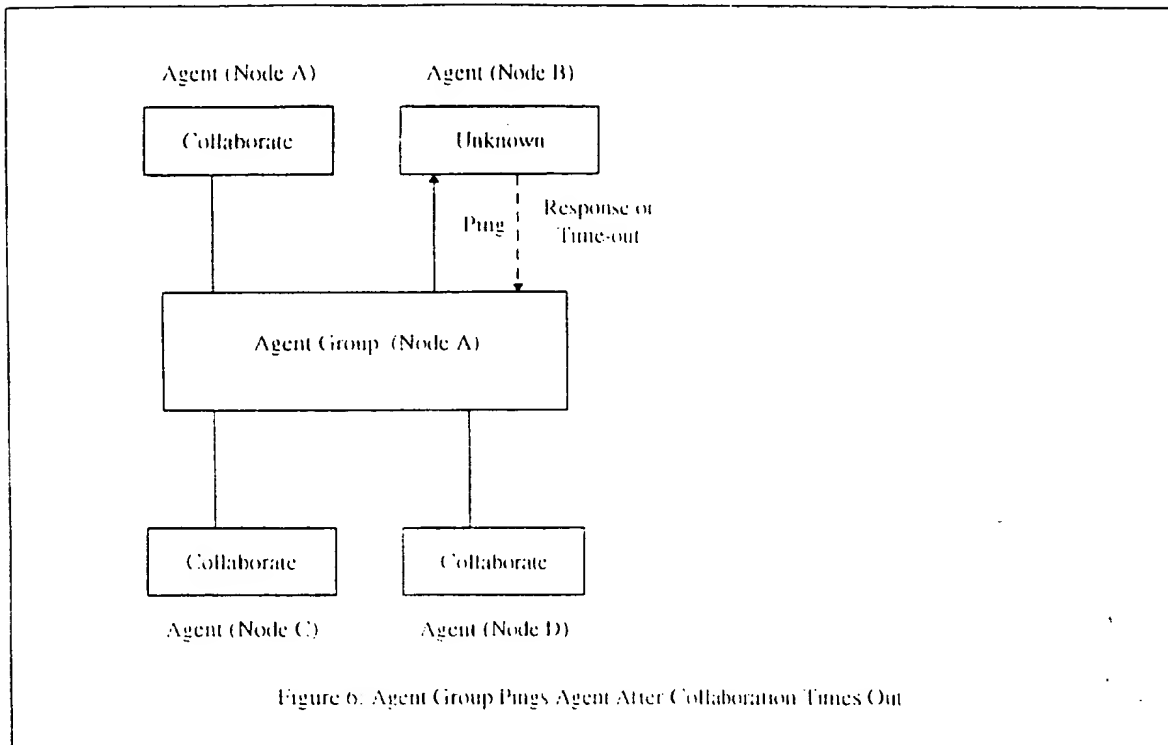 Agent (Node A)
Agent (Node B)
Collaborate
Unknown
Ping
Response or
Time-out
Agent Group (Node A)
Collaborate
Collaborate
Agent (Node C)
Agent (Node D)
Figure 6. Agent Group Pings Agent After Collaboration Times Out